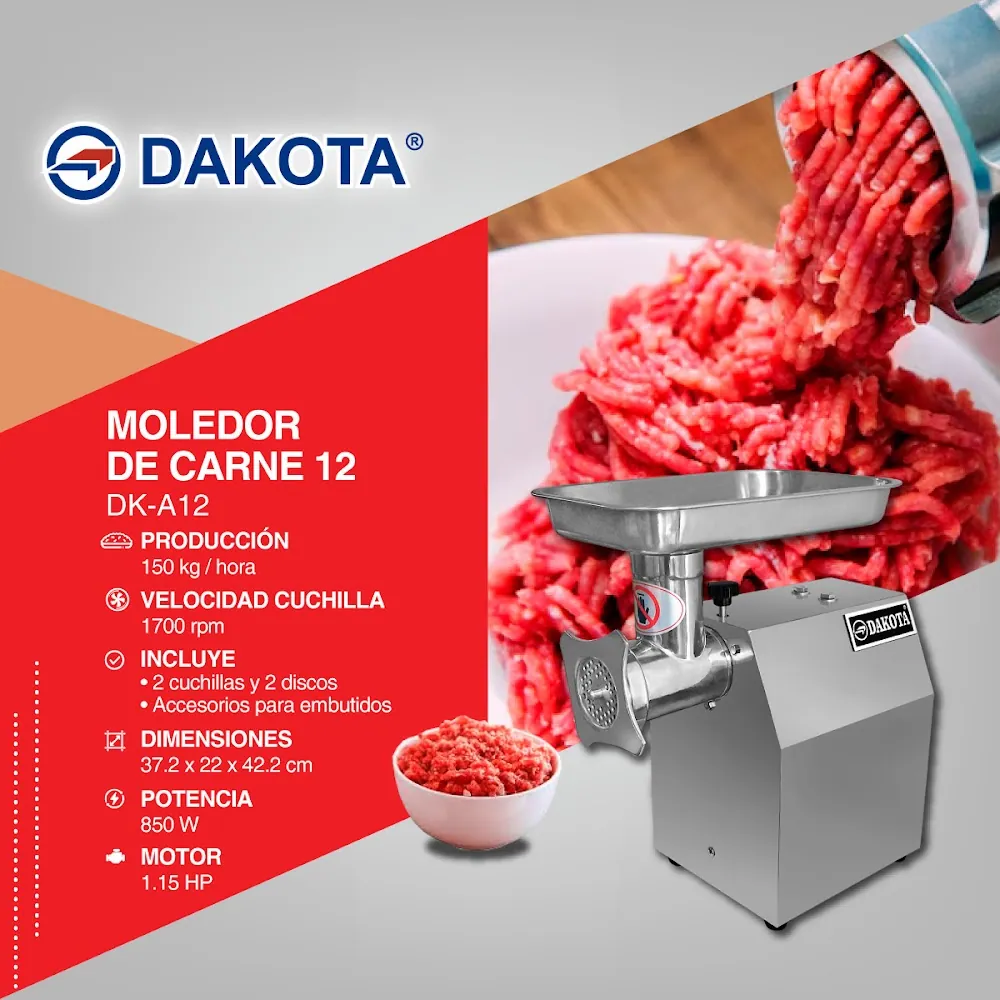 DAKOTA®
MOLEDOR
DE CARNE 12
DK-A12
PRODUCCIÓN
150 kg / hora
VELOCIDAD CUCHILLA
1700 rpm
INCLUYE
• 2 cuchillas y 2 discos
• Accesorios para embutidos
DIMENSIONES
37.2 x 22 x 42.2 cm
POTENCIA
850 W
MOTOR
1.15 HP
DAKOTA®